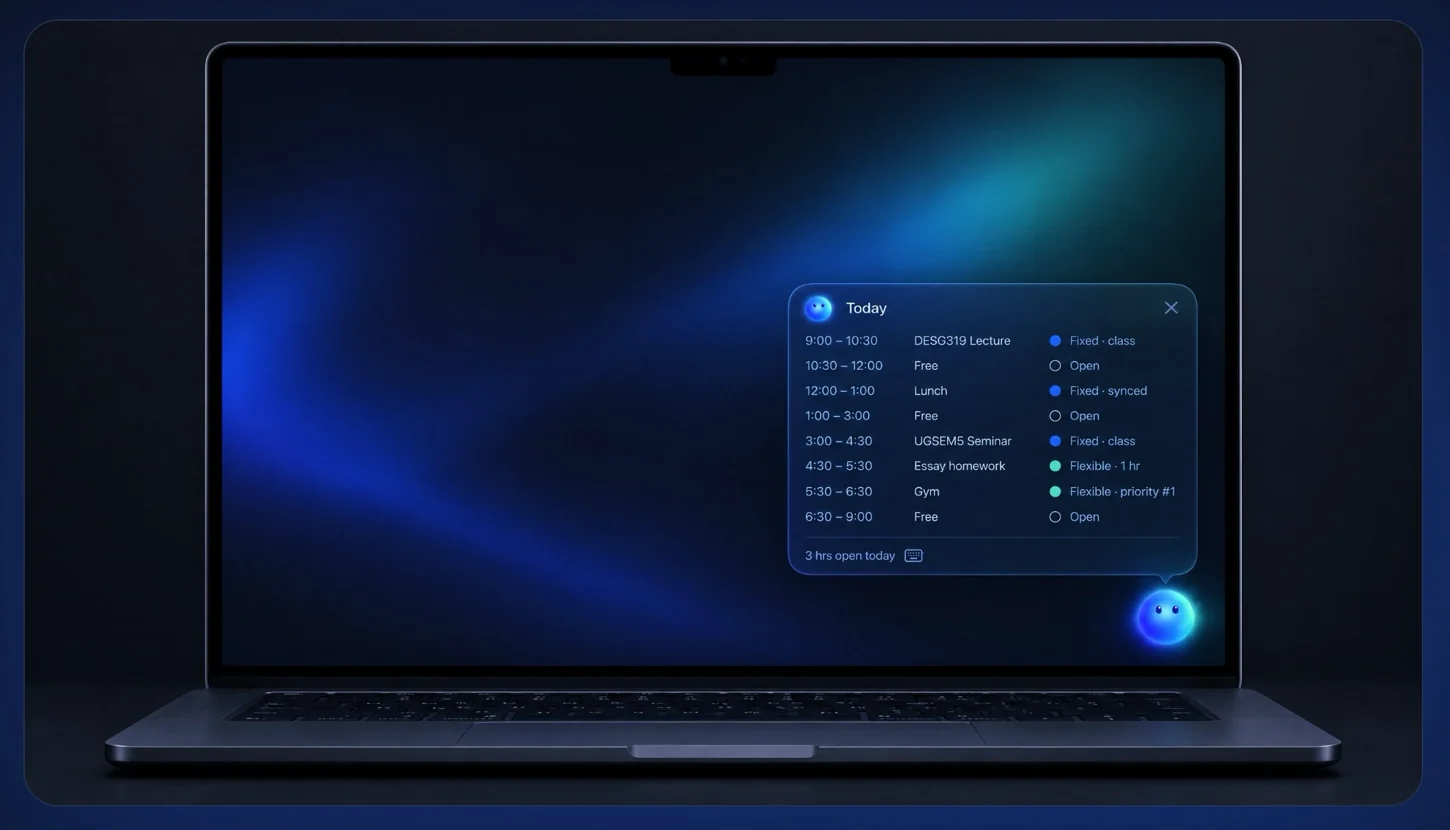 Today
9:00 – 10:30 DESG319 Lecture Fixed · class
10:30 – 12:00 Free Open
12:00 – 1:00 Lunch Fixed · synced
1:00 – 3:00 Free Open
3:00 – 4:30 UGSEM5 Seminar Fixed · class
4:30 – 5:30 Essay homework Flexible · 1 hr
5:30 – 6:30 Gym Flexible · priority #1
6:30 – 9:00 Free Open
3 hrs open today